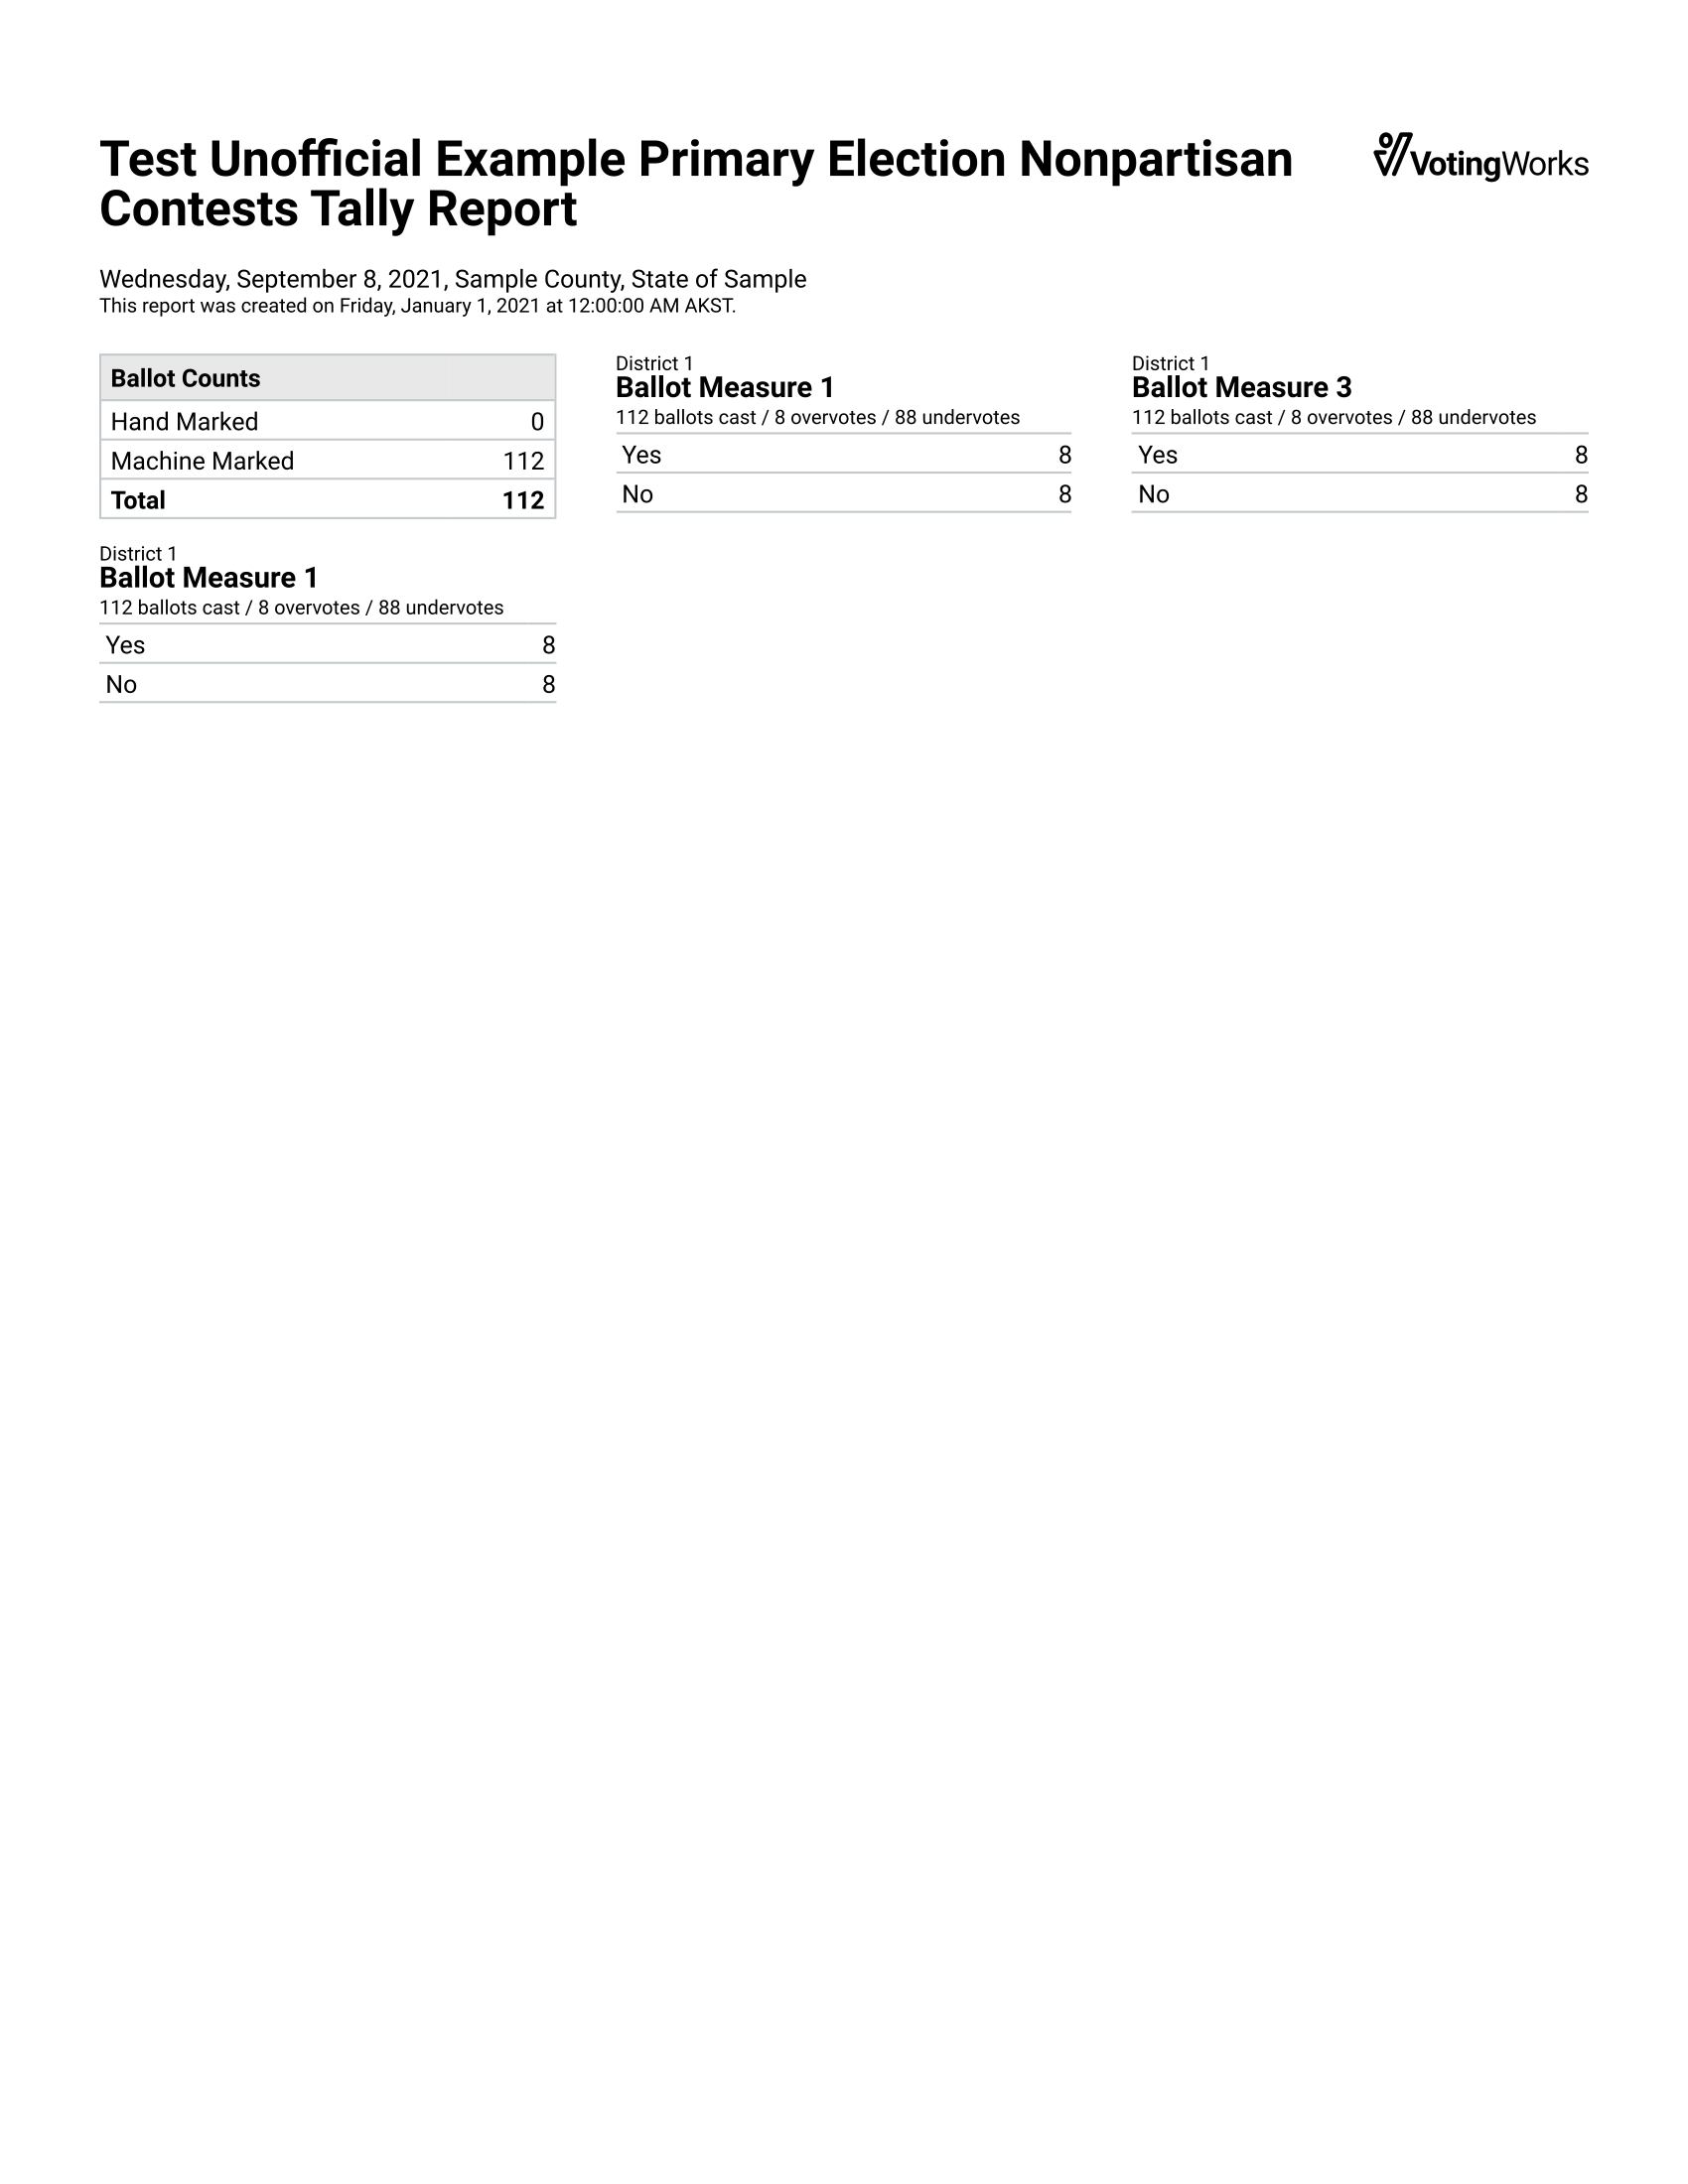 Test Unofficial Example Primary Election Nonpartisan
Contests Tally Report
VotingWorks
Wednesday, September 8, 2021, Sample County, State of Sample
This report was created on Friday, January 1, 2021 at 12:00:00 AM AKST.
Ballot Counts
Hand Marked 0
Machine Marked 112
Total 112
District 1
Ballot Measure 1
112 ballots cast / 8 overvotes / 88 undervotes
Yes 8
No 8
District 1
Ballot Measure 3
112 ballots cast / 8 overvotes / 88 undervotes
Yes 8
No 8
District 1
Ballot Measure 1
112 ballots cast / 8 overvotes / 88 undervotes
Yes 8
No 8